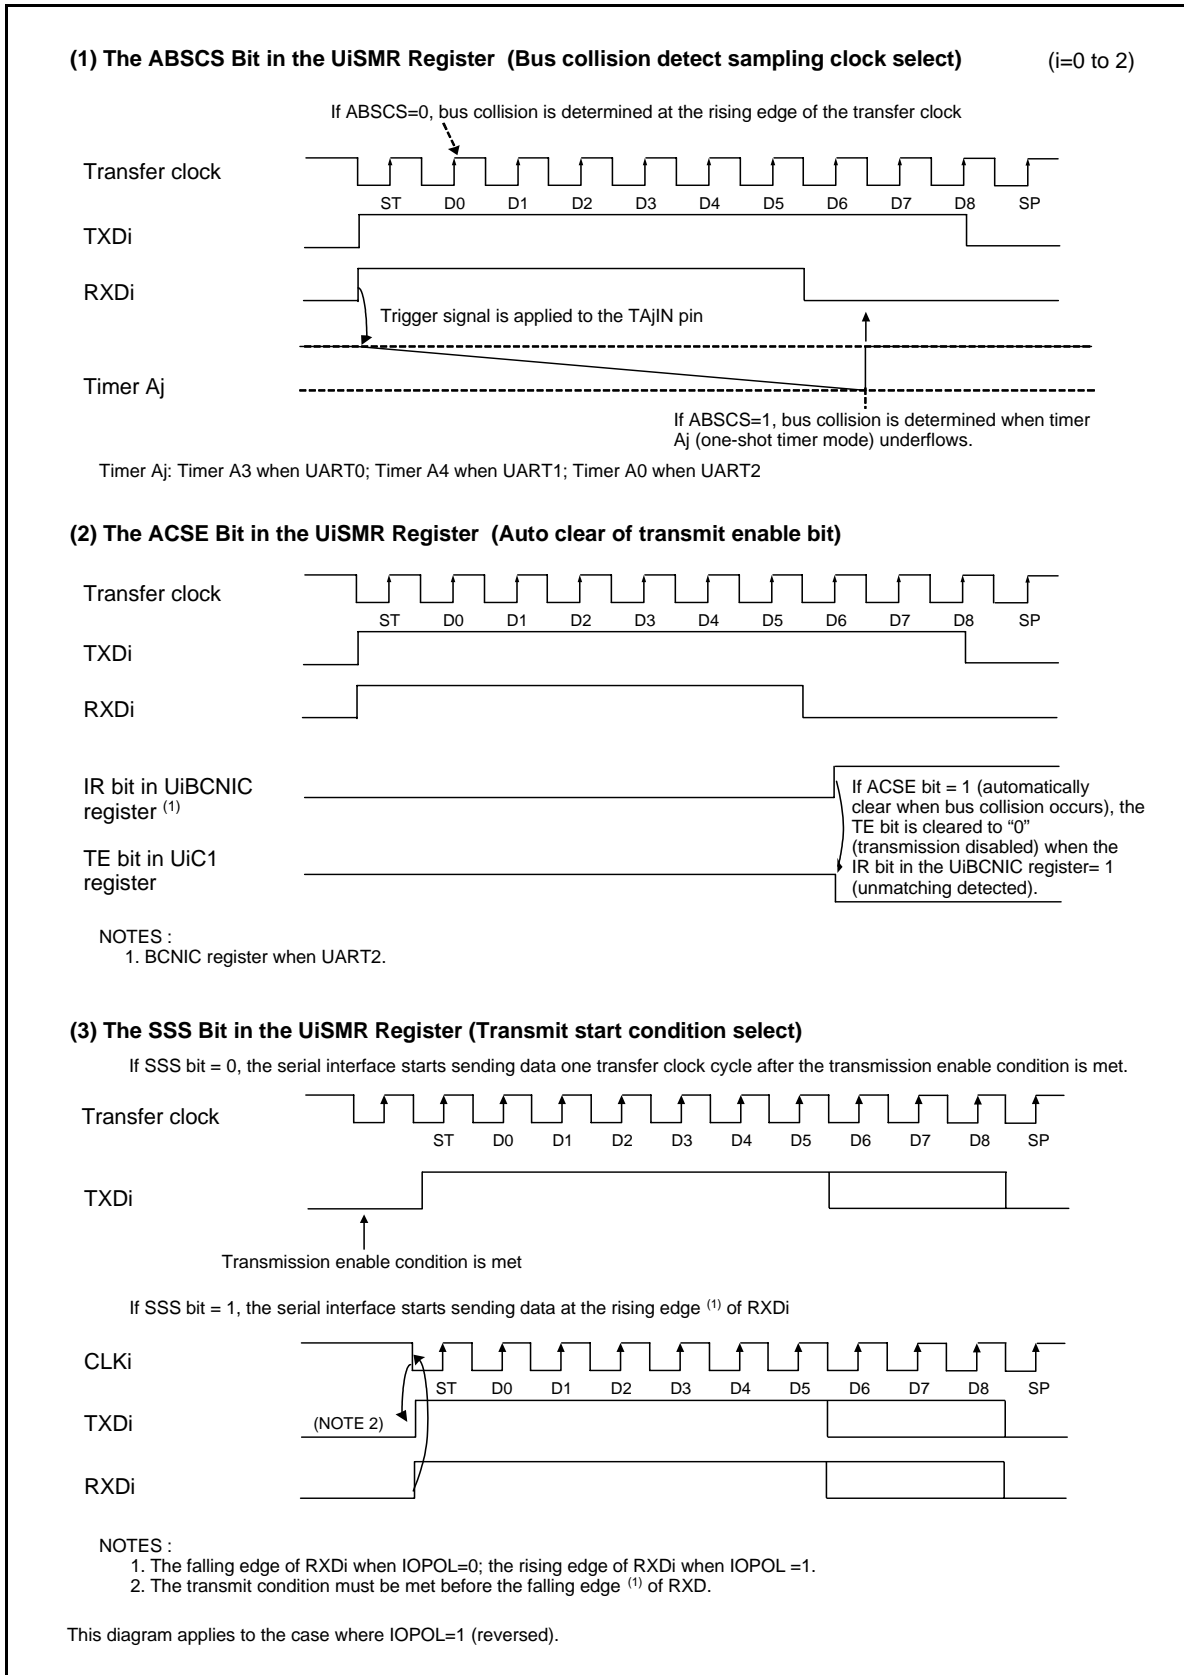 (1) The ABSCS Bit in the UiSMR Register (Bus collision detect sampling clock select) (i=0 to 2)
If ABSCS=0, bus collision is determined at the rising edge of the transfer clock
Transfer clock
ST D0 D1 D2 D3 D4 D5 D6 D7 D8 SP
TXDi
RXDi
Trigger signal is applied to the TAjIN pin
Timer Aj
If ABSCS=1, bus collision is determined when timer
Aj (one-shot timer mode) underflows.
Timer Aj: Timer A3 when UART0; Timer A4 when UART1; Timer A0 when UART2
(2) The ACSE Bit in the UiSMR Register (Auto clear of transmit enable bit)
Transfer clock
ST D0 D1 D2 D3 D4 D5 D6 D7 D8 SP
TXDi
RXDi
IR bit in UiBCNIC
register (1)
If ACSE bit = 1 (automatically
clear when bus collision occurs), the
TE bit is cleared to “0”
(transmission disabled) when the
IR bit in the UiBCNIC register= 1
(unmatching detected).
TE bit in UiC1
register
NOTES :
1. BCNIC register when UART2.
(3) The SSS Bit in the UiSMR Register (Transmit start condition select)
If SSS bit = 0, the serial interface starts sending data one transfer clock cycle after the transmission enable condition is met.
Transfer clock
ST D0 D1 D2 D3 D4 D5 D6 D7 D8 SP
TXDi
Transmission enable condition is met
If SSS bit = 1, the serial interface starts sending data at the rising edge (1) of RXDi
CLKi
ST D0 D1 D2 D3 D4 D5 D6 D7 D8 SP
TXDi
(NOTE 2)
RXDi
NOTES :
1. The falling edge of RXDi when IOPOL=0; the rising edge of RXDi when IOPOL =1.
2. The transmit condition must be met before the falling edge (1) of RXD.
This diagram applies to the case where IOPOL=1 (reversed).